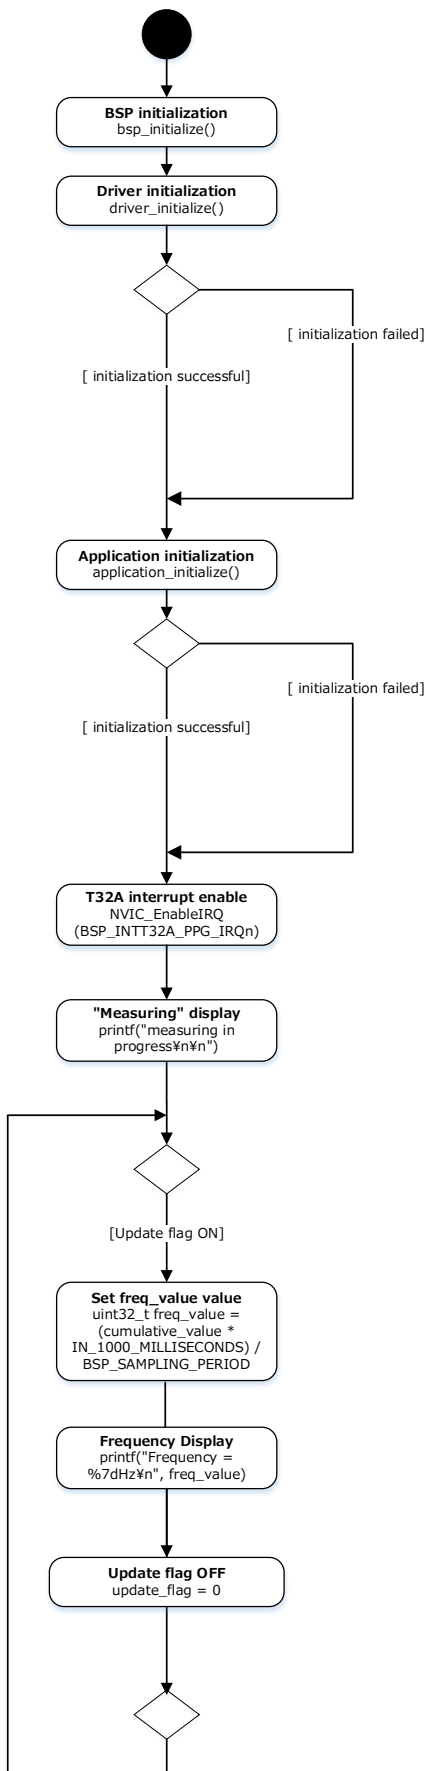 BSP initialization
bsp_initialize()
Driver initialization
driver_initialize()
[ initialization failed]
[ initialization successful]
Application initialization
application_initialize()
[ initialization failed]
[ initialization successful]
T32A interrupt enable
NVIC_EnableIRQ
(BSP_INTT32A_PPG_IRQn)
"Measuring" display
printf("measuring in
progress¥n¥n")
[Update flag ON]
Set freq_value value
uint32_t freq_value =
(cumulative_value *
IN_1000_MILLISECONDS) /
BSP_SAMPLING_PERIOD
Frequency Display
printf("Frequency =
%7dHz¥n", freq_value)
Update flag OFF
update_flag = 0